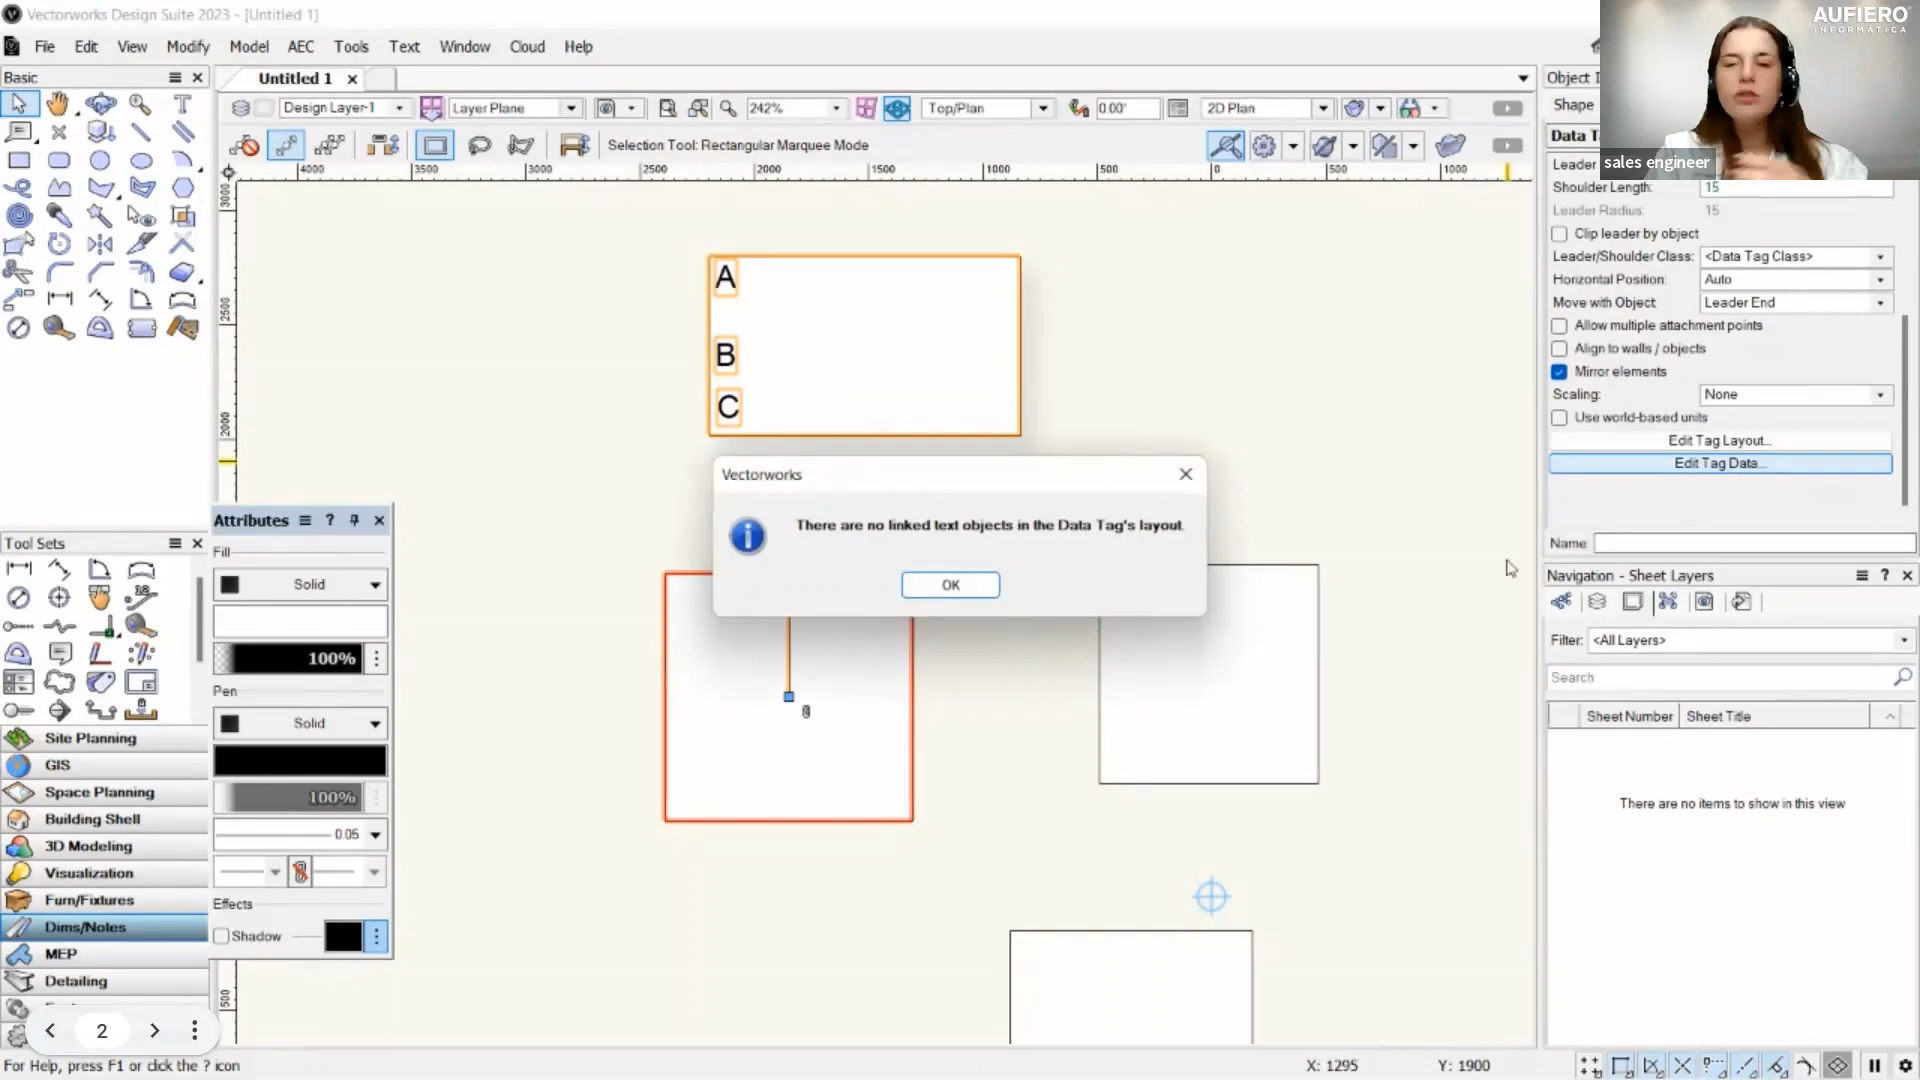 Vectorworks Design Suite 2023 - [Untitled 1]
AUFIERO
INFORMATICA
sales engineer
File Edit View Modify Model AEC Tools Text Window Cloud Help
Basic
Untitled 1
Design Layer-1
Layer Plane
242%
Top/Plan
0.00°
2D Plan
Selection Tool: Rectangular Marquee Mode
4000 3500 3000 2500 2000 1500 1000 500 0 500 1000
3000
2500
2000
500
A
B
C
Vectorworks
There are no linked text objects in the Data Tag's layout.
OK
Attributes
?
Fill
Solid
100%
Pen
Solid
100%
0.05
Effects
Shadow
Tool Sets
Site Planning
GIS
Space Planning
Building Shell
3D Modeling
Visualization
Furn/Fixtures
Dims/Notes
MEP
Detailing
2
For Help, press F1 or click the ? icon
X: 1295 Y: 1900
Object I
Shape
Data T
Leader
Shoulder Length: 15
Leader Radius: 15
Clip leader by object
Leader/Shoulder Class: <Data Tag Class>
Horizontal Position: Auto
Move with Object: Leader End
Allow multiple attachment points
Align to walls / objects
Mirror elements
Scaling: None
Use world-based units
Edit Tag Layout...
Edit Tag Data...
Name
Navigation - Sheet Layers
?
Filter: <All Layers>
Search
Sheet Number Sheet Title
There are no items to show in this view